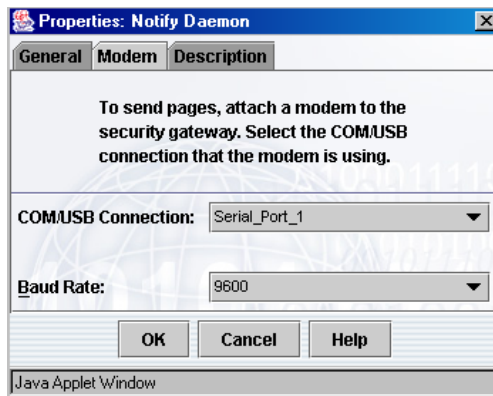 Properties: Notify Daemon
General Modem Description
To send pages, attach a modem to the
security gateway. Select the COM/USB
connection that the modem is using.
COM/USB Connection: Serial_Port_1
Baud Rate: 9600
OK Cancel Help
Java Applet Window